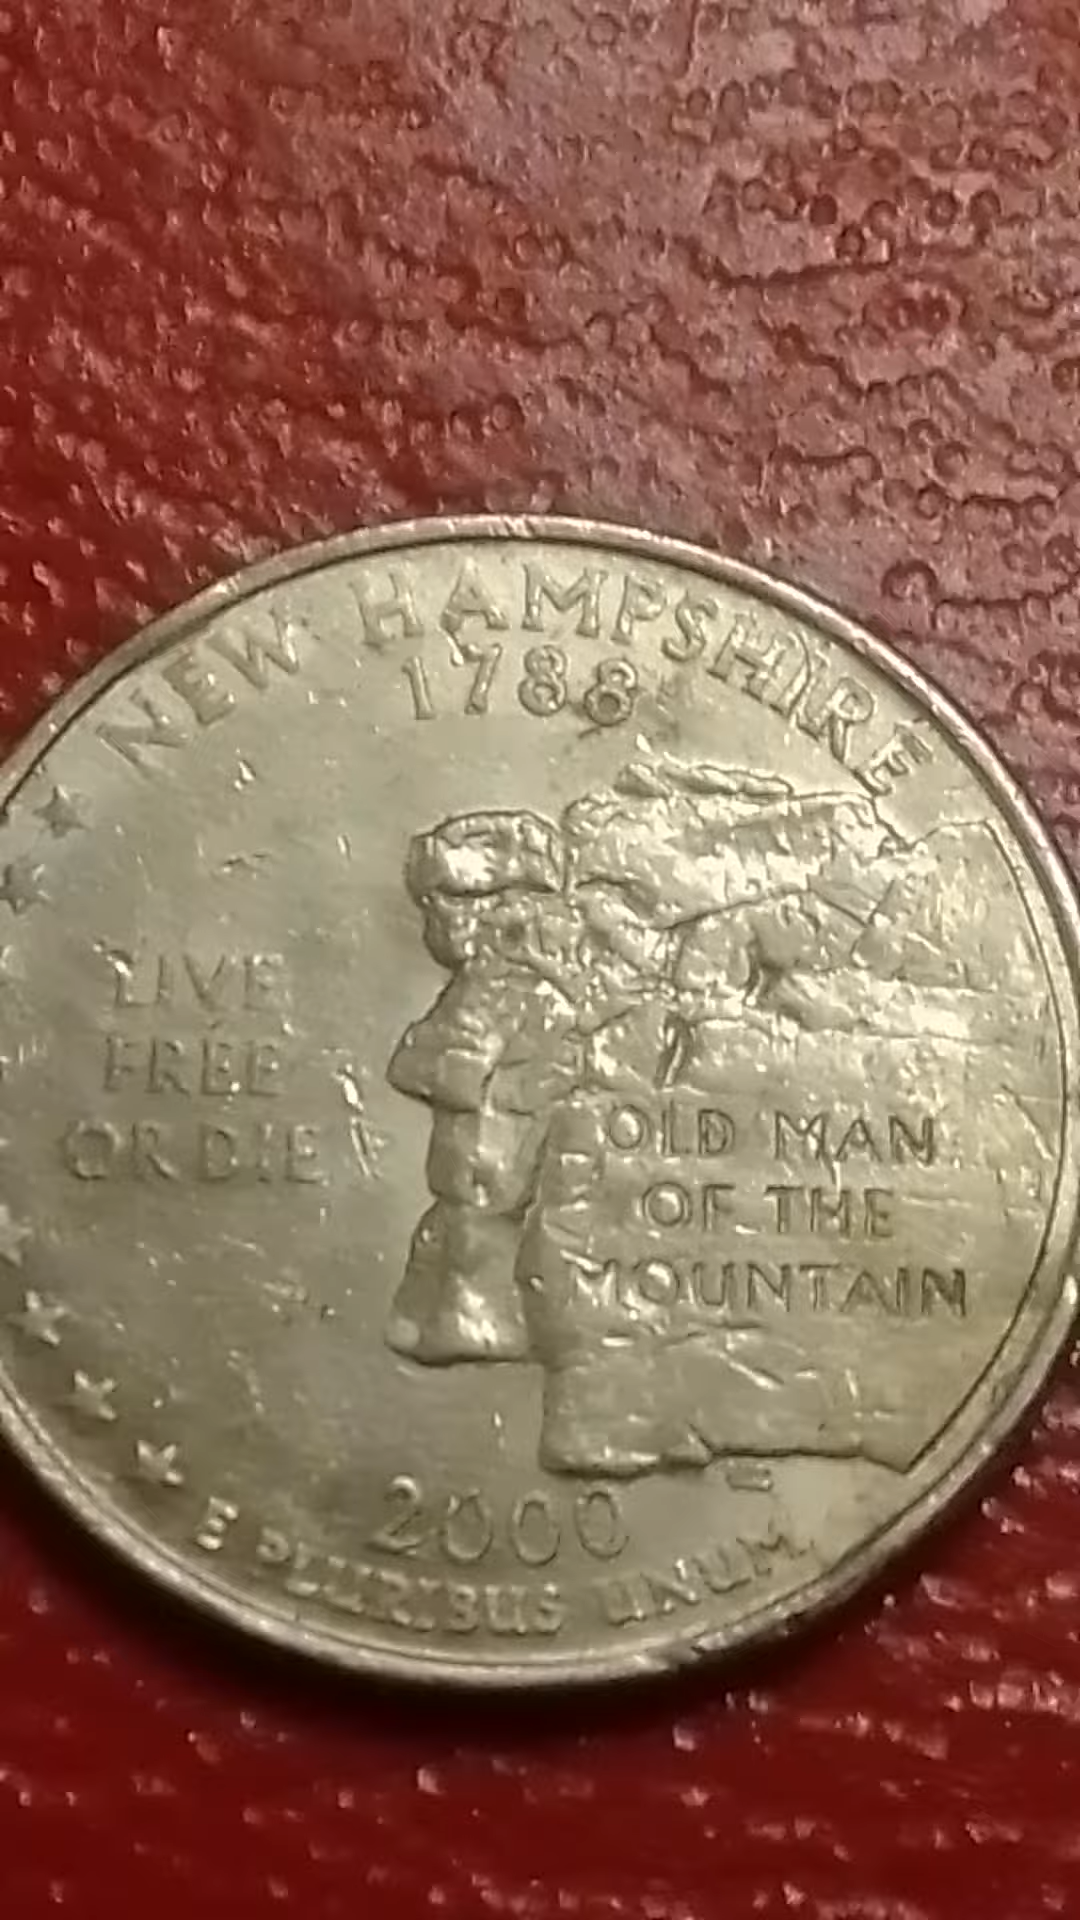 NEW HAMPSHIRE
1788
LIVE
FREE
OR DIE
OLD MAN
OF THE
MOUNTAIN
2000
E PLURIBUS UNUM